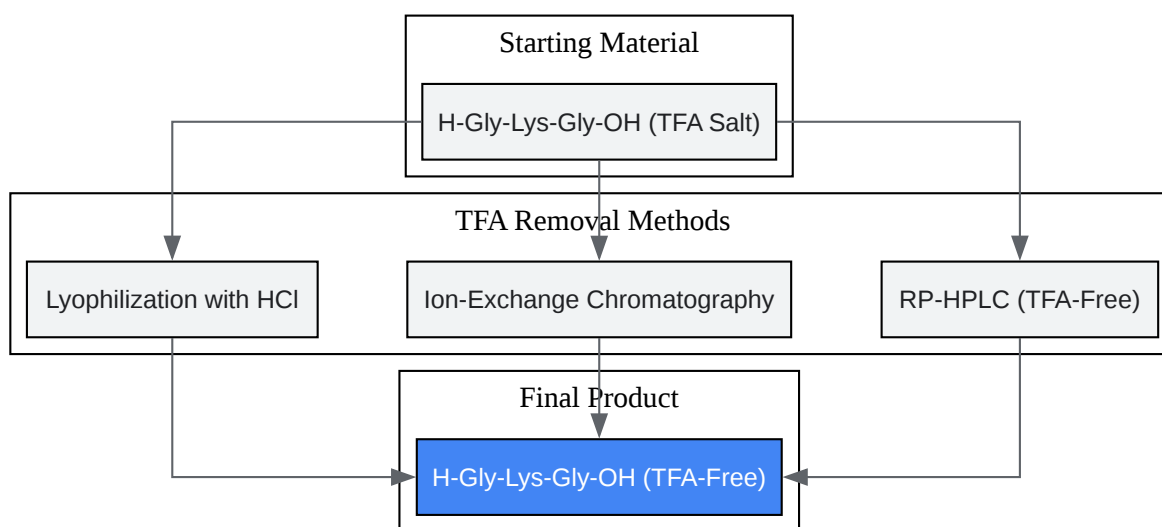 Starting Material
H-Gly-Lys-Gly-OH (TFA Salt)
TFA Removal Methods
Lyophilization with HCl
Ion-Exchange Chromatography
RP-HPLC (TFA-Free)
Final Product
H-Gly-Lys-Gly-OH (TFA-Free)